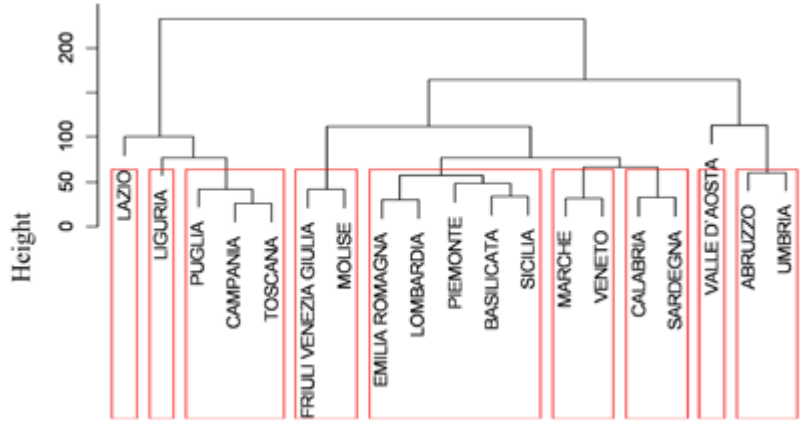 200
100
50
0
Height
LAZIO
LIGURIA
PUGLIA
CAMPANIA
TOSCANA
FRIULI VENEZIA GIULIA
MOLISE
EMILIA ROMAGNA
LOMBARDIA
PIEMONTE
BASILICATA
SICILIA
MARCHE
VENETO
CALABRIA
SARDEGNA
VALLE D'AOSTA
ABRUZZO
UMBRIA